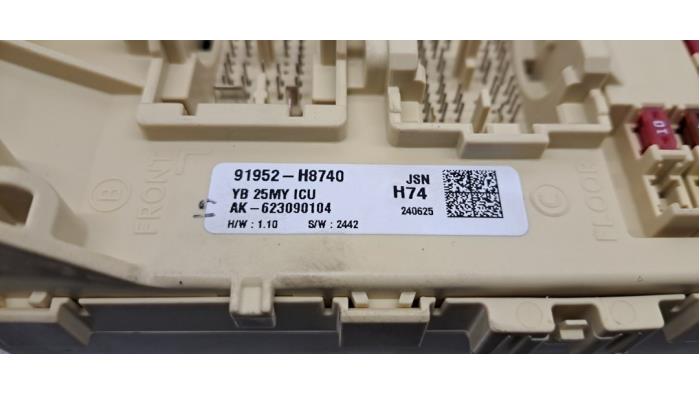 91952-H8740
YB 25MY ICU
AK-623090104
H/W : 1.10 S/W : 2442
JSN
H74
240625
B
FRONT
C
FLOOR
10